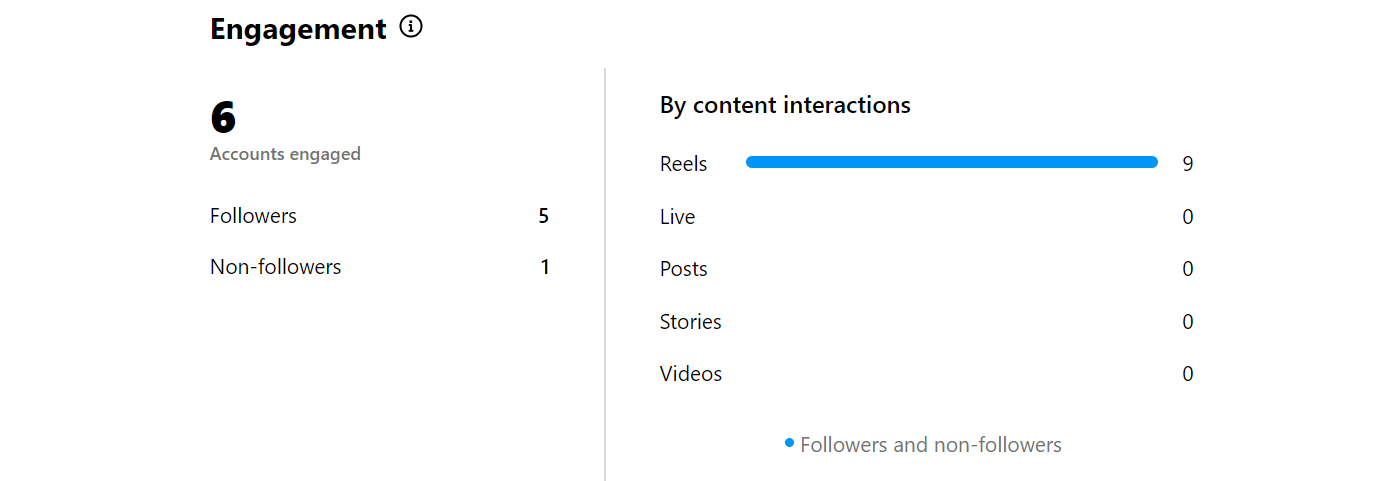 Engagement
6
Accounts engaged
Followers 5
Non-followers 1
By content interactions
Reels 9
Live 0
Posts 0
Stories 0
Videos 0
Followers and non-followers